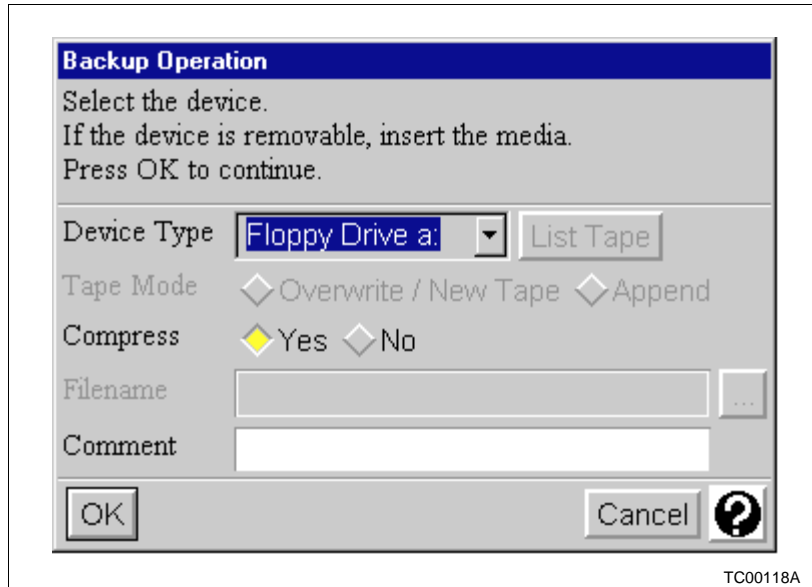 Backup Operation
Select the device.
If the device is removable, insert the media.
Press OK to continue.
Device Type Floppy Drive a: List Tape
Tape Mode Overwrite / New Tape Append
Compress Yes No
Filename ...
Comment
OK Cancel ?
TC00118A